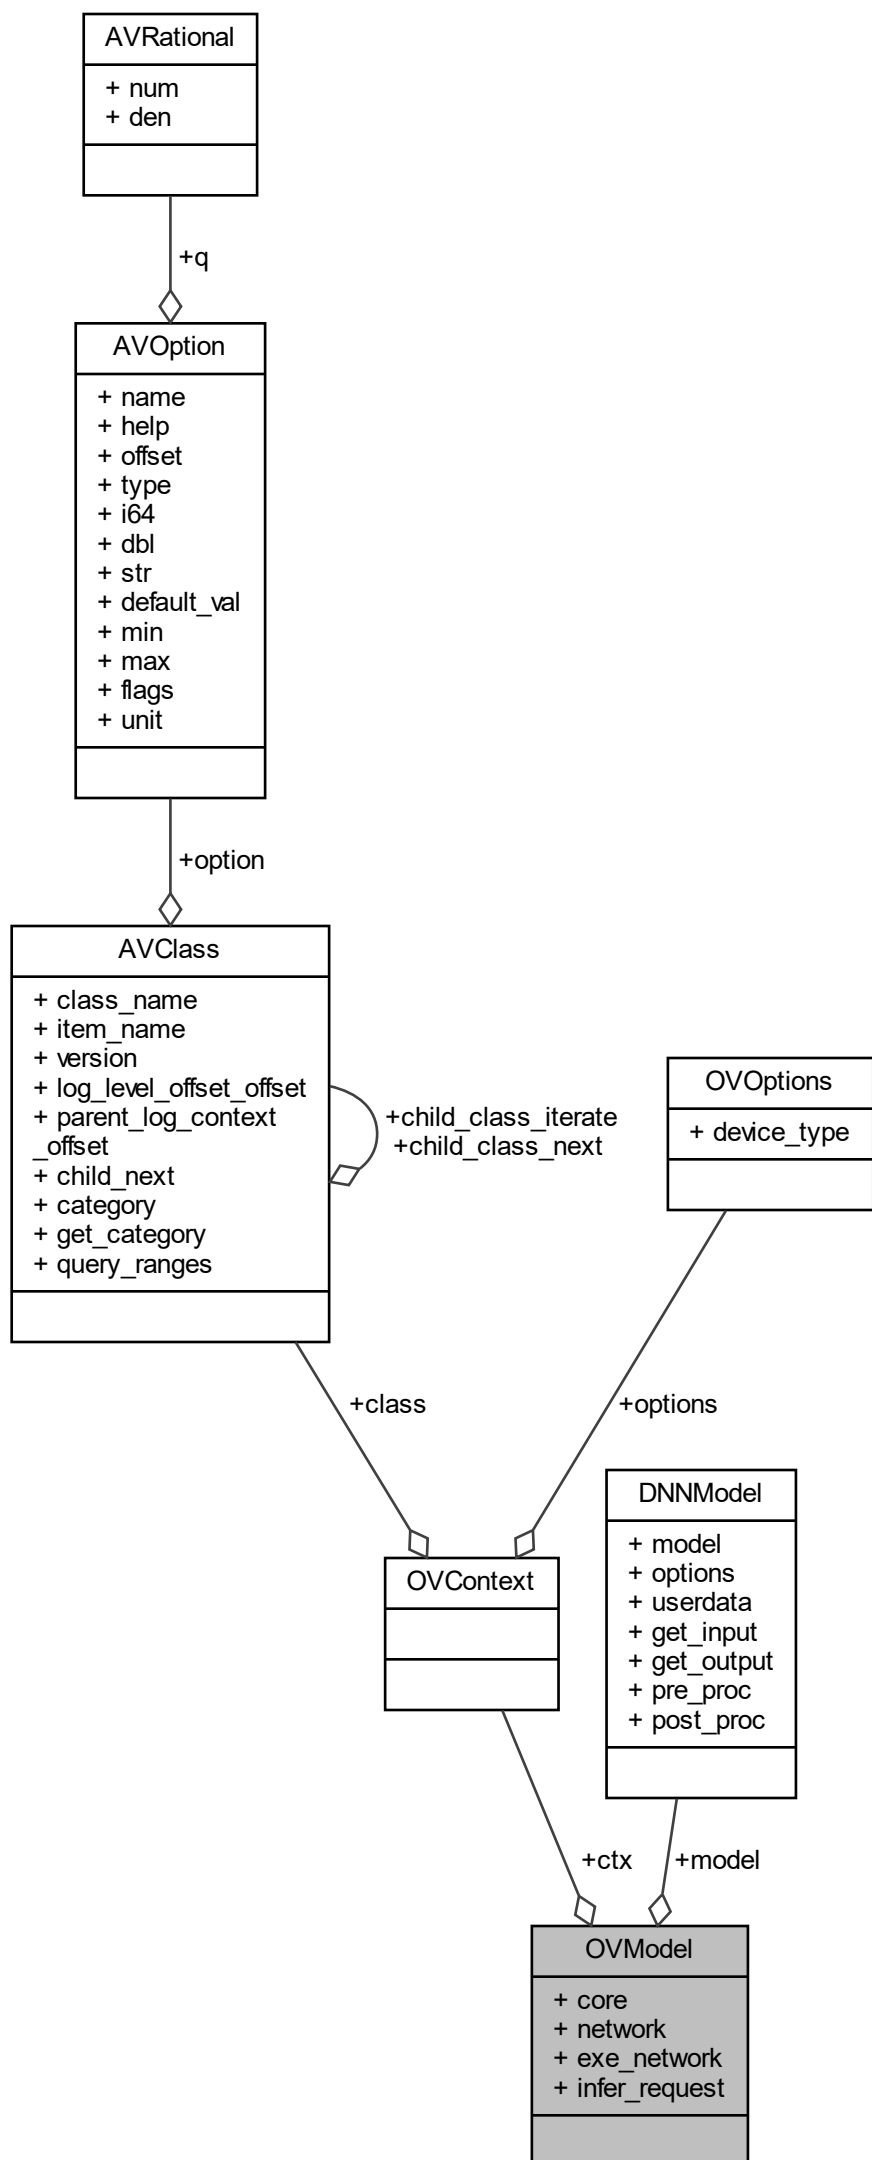 AVRational
+ num
+ den
+q
AVOption
+ name
+ help
+ offset
+ type
+ i64
+ dbl
+ str
+ default_val
+ min
+ max
+ flags
+ unit
+option
AVClass
+ class_name
+ item_name
+ version
+ log_level_offset_offset
+ parent_log_context
_offset
+ child_next
+ category
+ get_category
+ query_ranges
+child_class_iterate
+child_class_next
OVOptions
+ device_type
+class
+options
OVContext
DNNModel
+ model
+ options
+ userdata
+ get_input
+ get_output
+ pre_proc
+ post_proc
+ctx
+model
OVModel
+ core
+ network
+ exe_network
+ infer_request